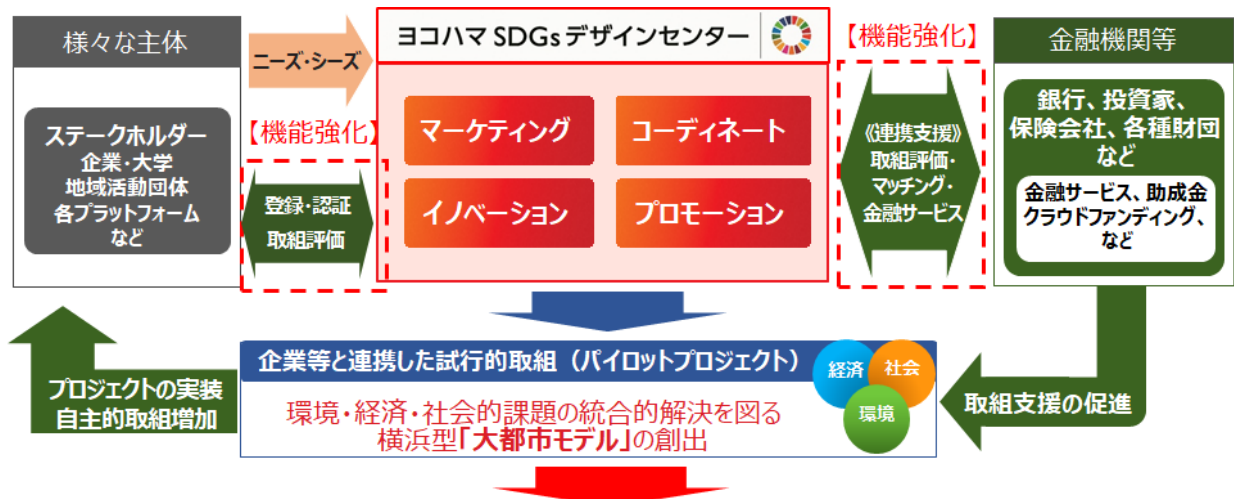 様々な主体
ニーズ・シーズ
ヨコハマ SDGsデザインセンター
【機能強化】
金融機関等
ステークホルダー
企業・大学
地域活動団体
各プラットフォーム
など
【機能強化】
登録・認証
取組評価
マーケティング
コーディネート
イノベーション
プロモーション
《連携支援》
取組評価・
マッチング・
金融サービス
銀行、投資家、
保険会社、各種財団
など
金融サービス、助成金
クラウドファンディング、
など
企業等と連携した試行的取組（パイロットプロジェクト）
環境・経済・社会的課題の統合的解決を図る
横浜型「大都市モデル」の創出
経済
社会
環境
プロジェクトの実装
自主的取組増加
取組支援の促進